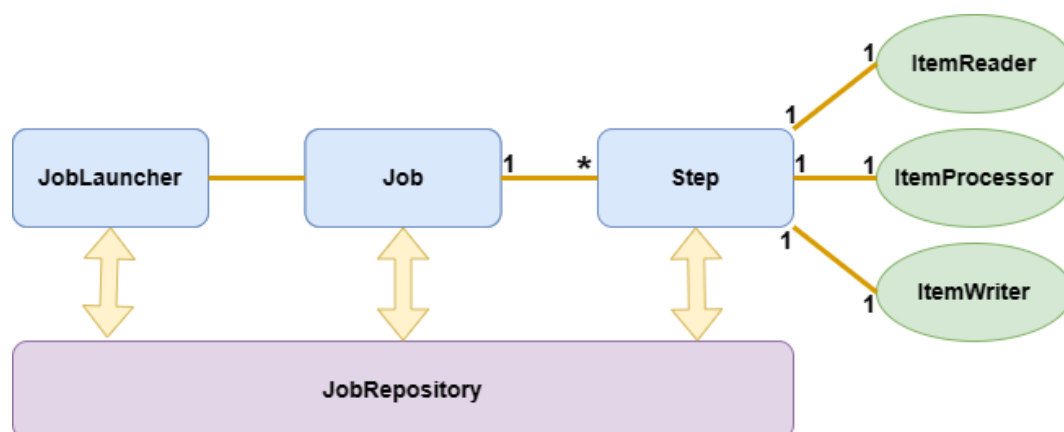 1
ItemReader
1
JobLauncher
Job
1
*
Step
1
1
ItemProcessor
1
1
ItemWriter
JobRepository